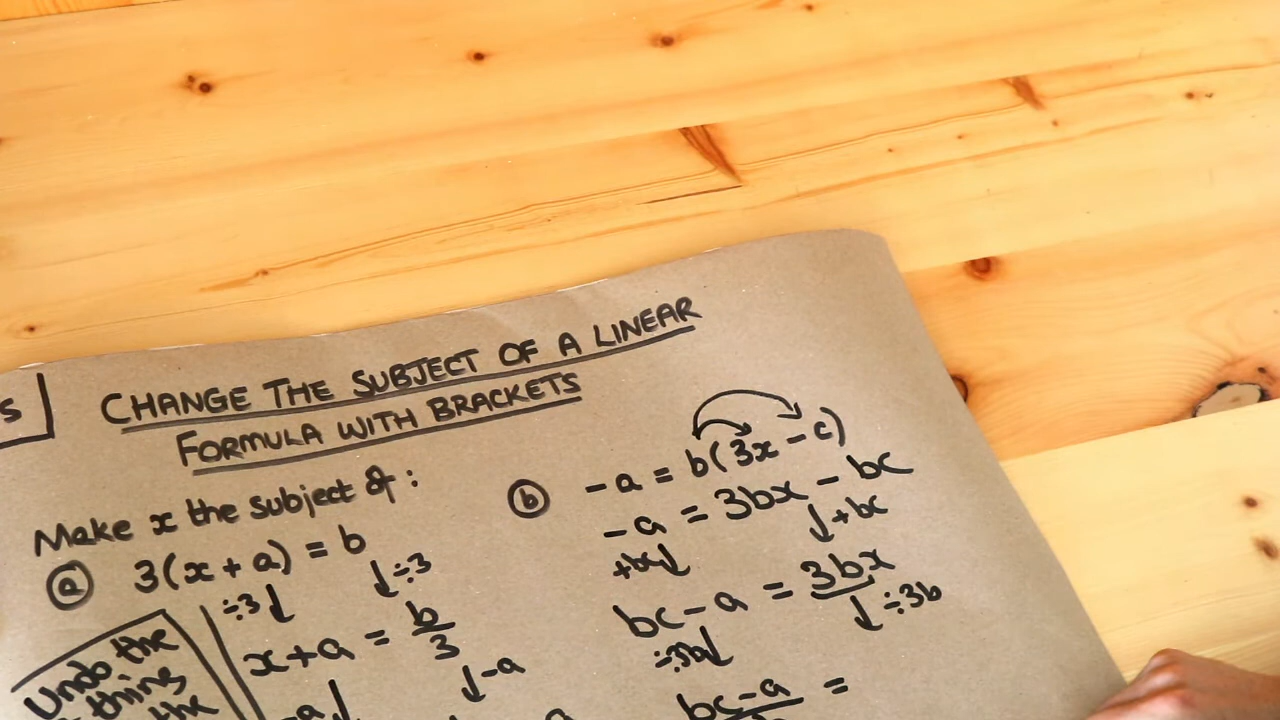 S
CHANGE THE SUBJECT OF A LINEAR
FORMULA WITH BRACKETS
Make x the subject of:
a 3(x + a) = b
÷3↓ ↓÷3
x + a = b/3
↓-a
Undo the
thing
the
b -a = b(3x - c)
-a = 3bx - bc
+bc↓ ↓+bc
bc - a = 3bx
↓÷3b
bc - a =